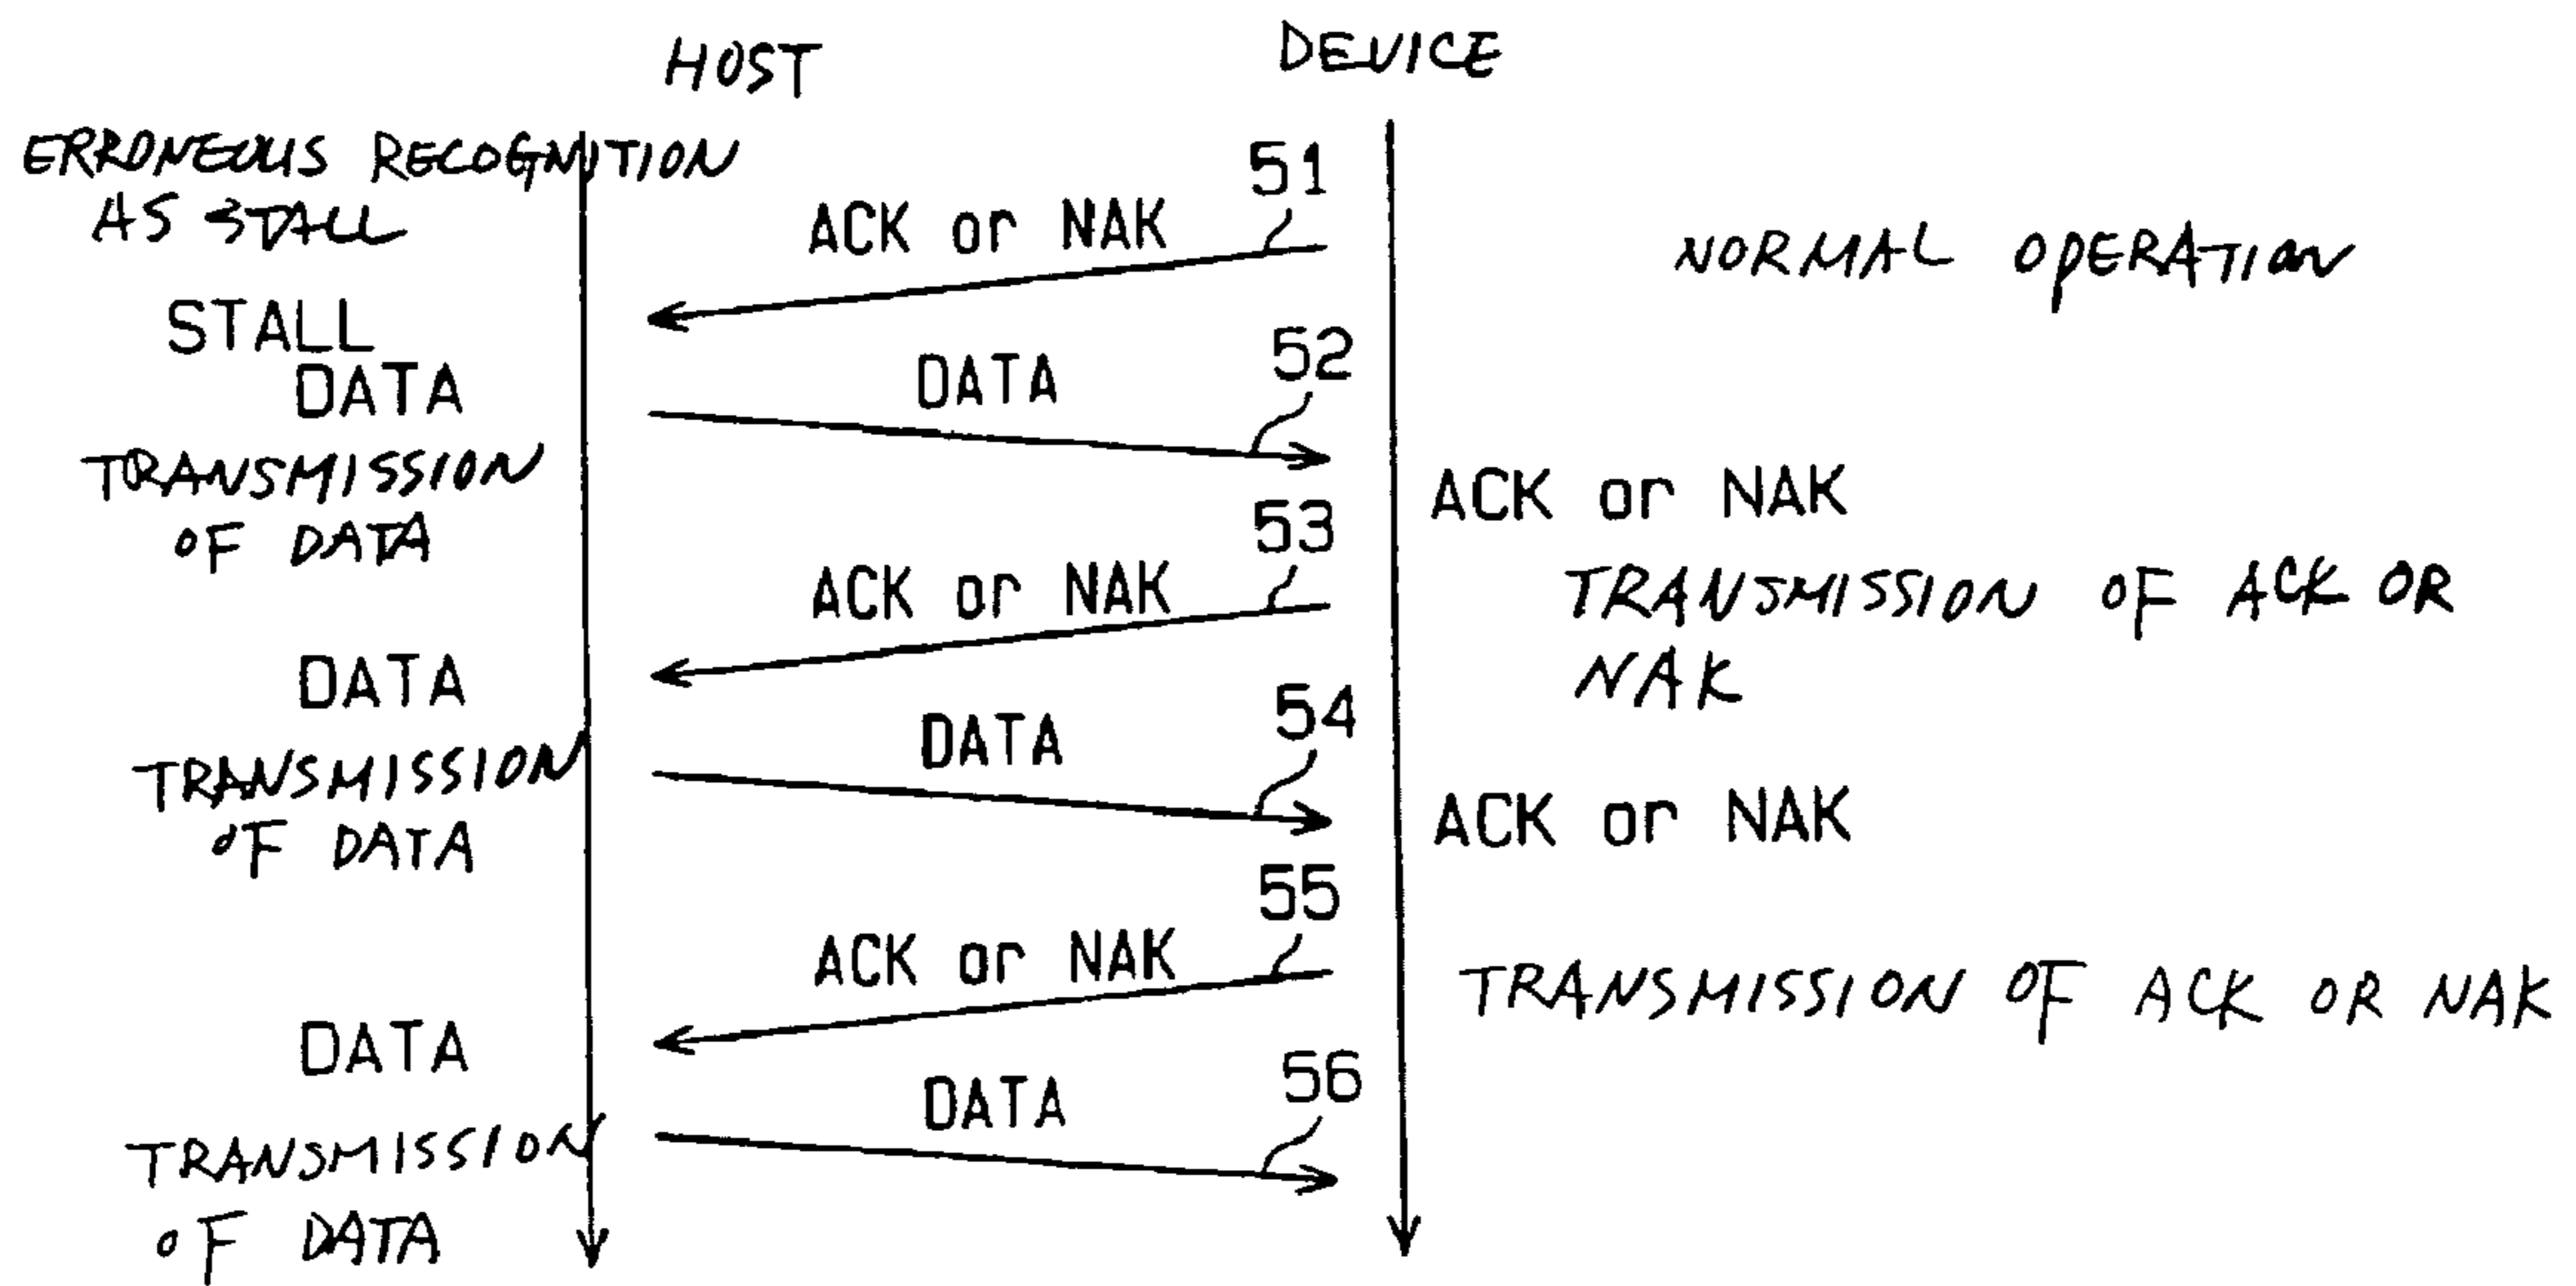 HOST
DEVICE
ERRONEOUS RECOGNITION
AS STALL
51
ACK or NAK
NORMAL OPERATION
STALL
DATA
52
DATA
TRANSMISSION
OF DATA
ACK or NAK
53
ACK or NAK
TRANSMISSION OF ACK OR
NAK
DATA
54
DATA
TRANSMISSION
OF DATA
ACK or NAK
55
ACK or NAK
TRANSMISSION OF ACK OR NAK
DATA
56
DATA
TRANSMISSION
OF DATA